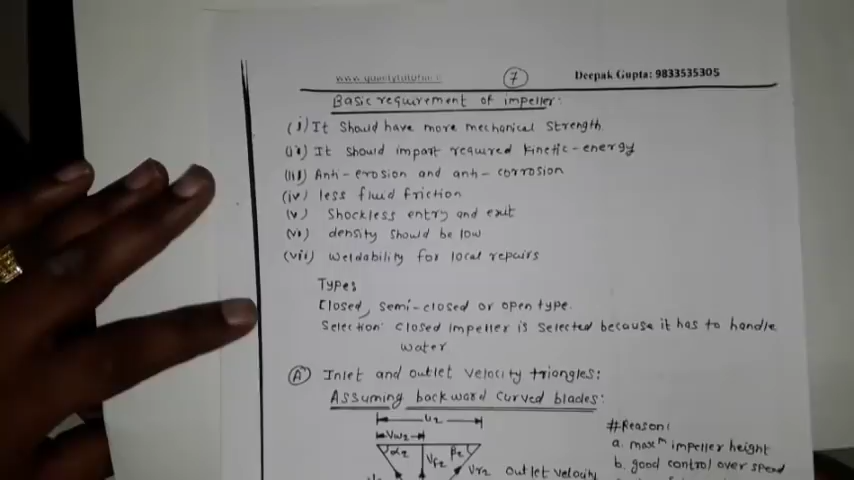 7
Deepak Gupta: 9833535305
Basic requirement of impeller:
(i) It should have more mechanical strength.
(ii) It should impart required kinetic-energy
(iii) Anti-erosion and anti-corrosion
(iv) less fluid friction
(v) Shockless entry and exit
(vi) density should be low
(vii) weldability for local repairs
Types
Closed, semi-closed or open type.
Selection: closed impeller is selected because it has to handle
water
(A) Inlet and outlet velocity triangles:
Assuming backward curved blades:
u2
Vw2
α2 Vf2 β2 Vr2 outlet velocity
#Reason:
a. maxm impeller height
b. good control over speed